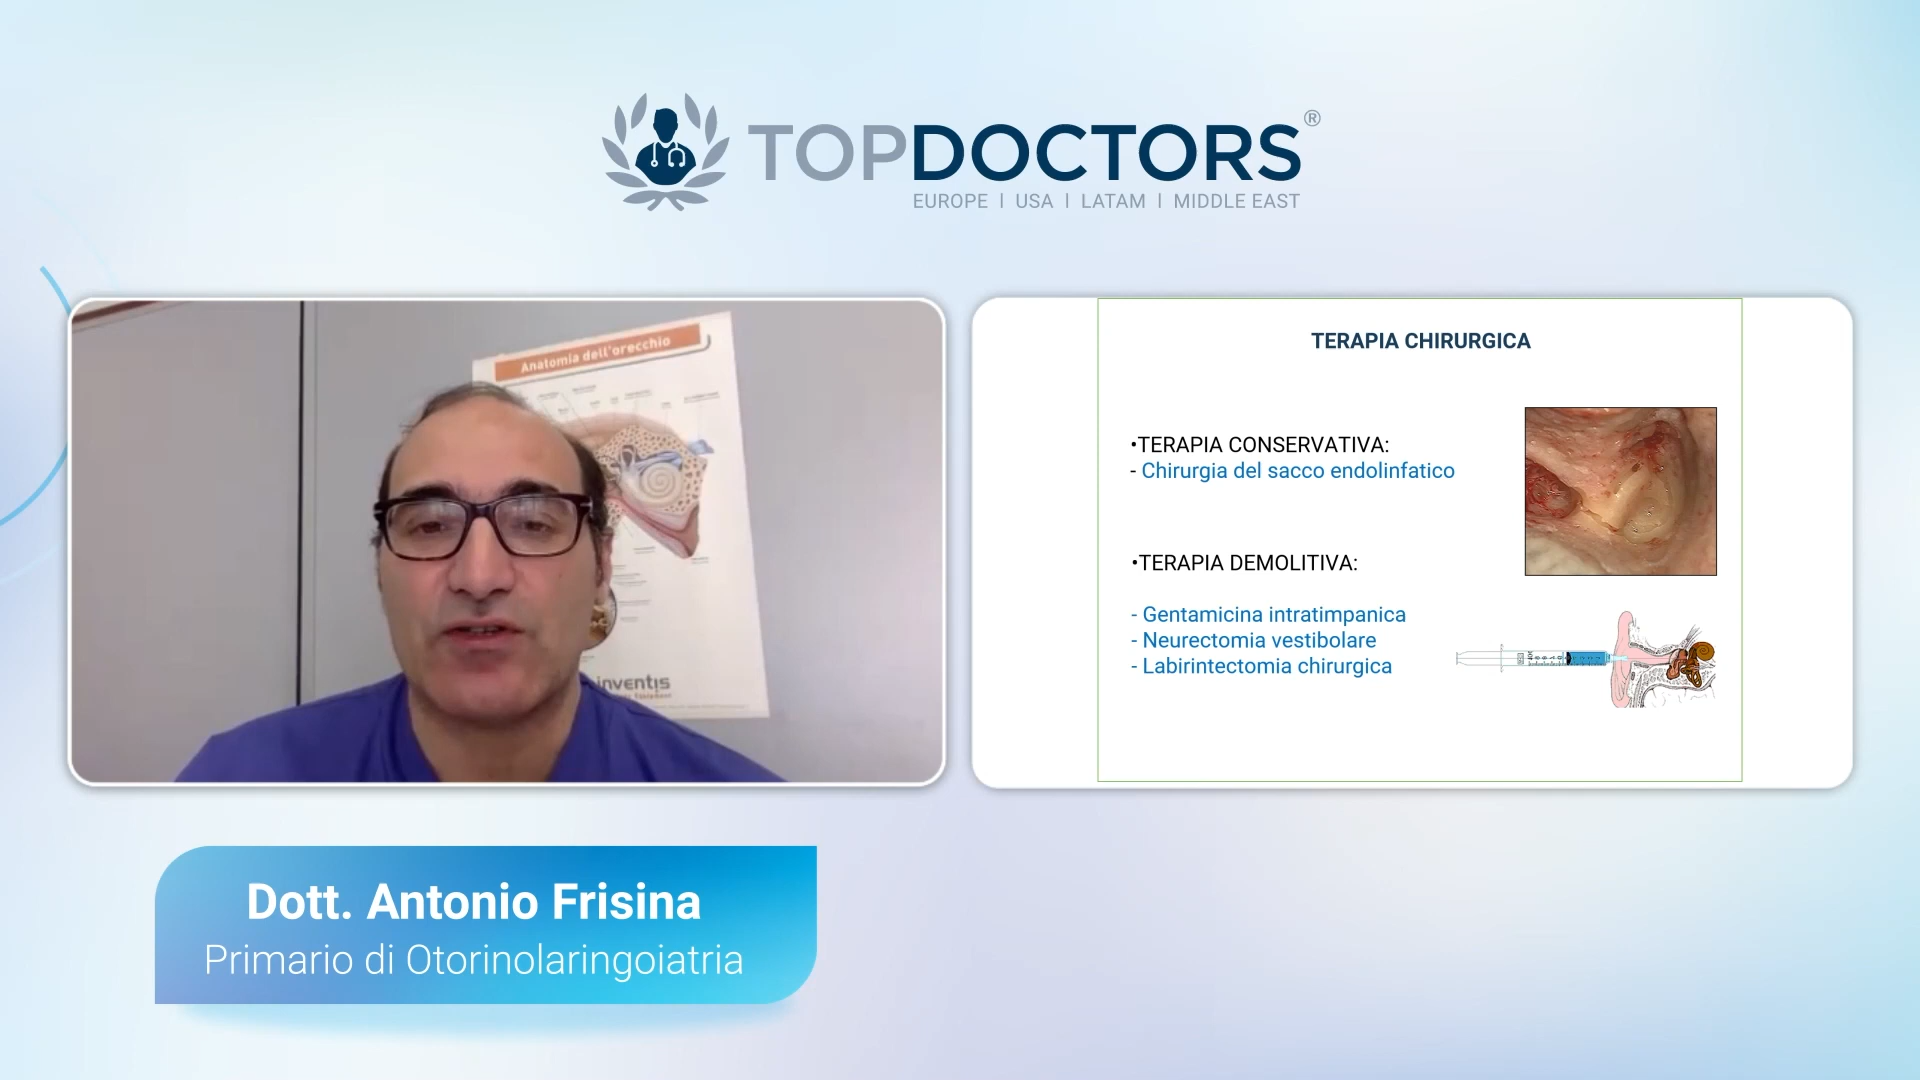 TOPDOCTORS®
EUROPE | USA | LATAM | MIDDLE EAST
Anatomia dell'orecchio
inventis
TERAPIA CHIRURGICA
•TERAPIA CONSERVATIVA:
- Chirurgia del sacco endolinfatico
•TERAPIA DEMOLITIVA:
- Gentamicina intratimpanica
- Neurectomia vestibolare
- Labirintectomia chirurgica
Dott. Antonio Frisina
Primario di Otorinolaringoiatria